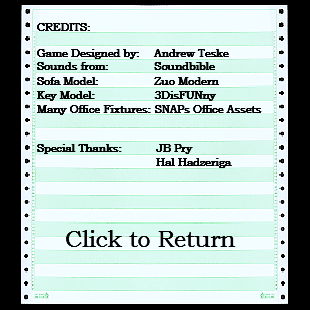 CREDITS:
Game Designed by: Andrew Teske
Sounds from: Soundbible
Sofa Model: Zuo Modern
Key Model: 3DisFUNny
Many Office Fixtures: SNAPs Office Assets
Special Thanks: JB Pry
Hal Hadzeriga
Click to Return